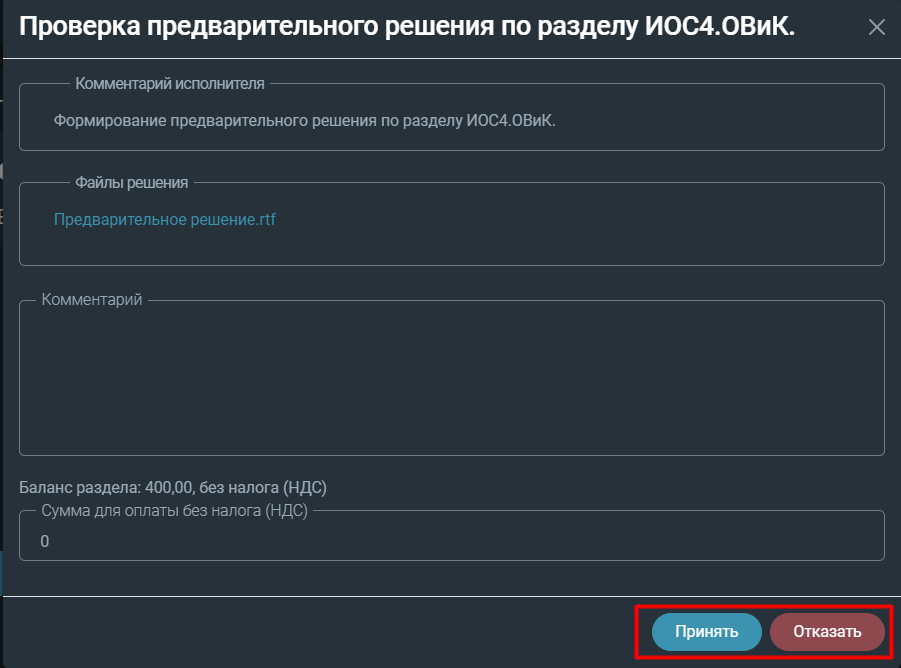 Проверка предварительного решения по разделу ИОС4.ОВиК.
Комментарий исполнителя
Формирование предварительного решения по разделу ИОС4.ОВиК.
Файлы решения
Предварительное решение.rtf
Комментарий
Баланс раздела: 400,00, без налога (НДС)
Сумма для оплаты без налога (НДС)
0
Принять Отказать